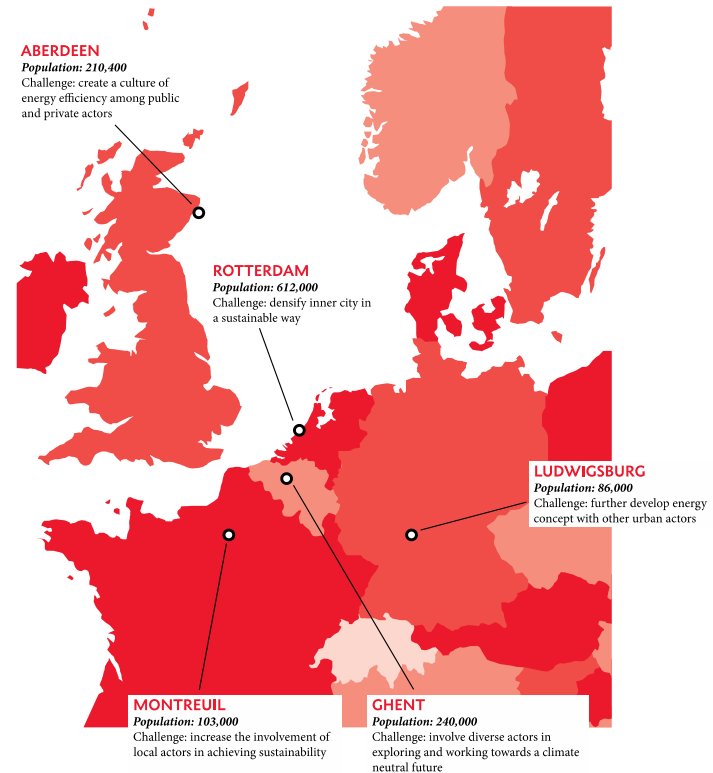 ABERDEEN
Population: 210,400
Challenge: create a culture of
energy efficiency among public
and private actors
ROTTERDAM
Population: 612,000
Challenge: densify inner city in
a sustainable way
LUDWIGSBURG
Population: 86,000
Challenge: further develop energy
concept with other urban actors
MONTREUIL
Population: 103,000
Challenge: increase the involvement of
local actors in achieving sustainability
GHENT
Population: 240,000
Challenge: involve diverse actors in
exploring and working towards a climate
neutral future